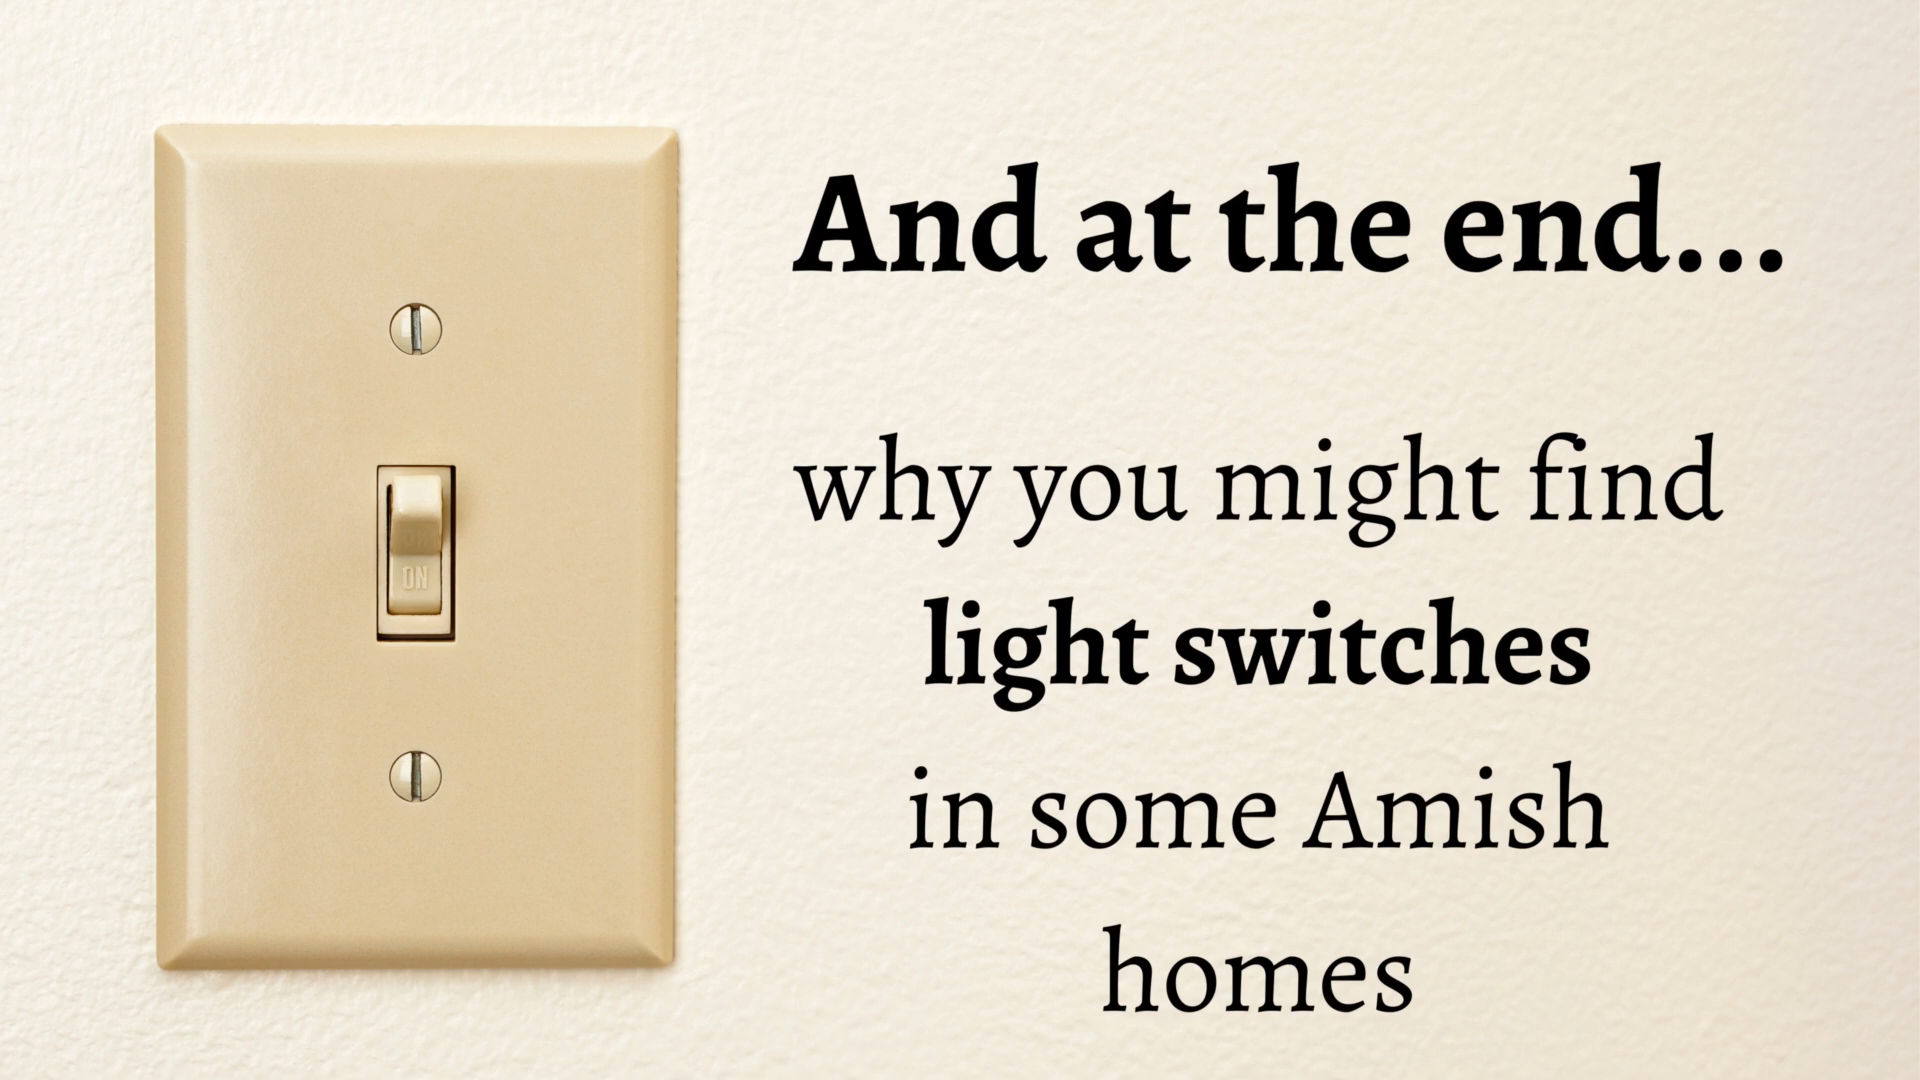 And at the end...
why you might find
light switches
in some Amish
homes
ON